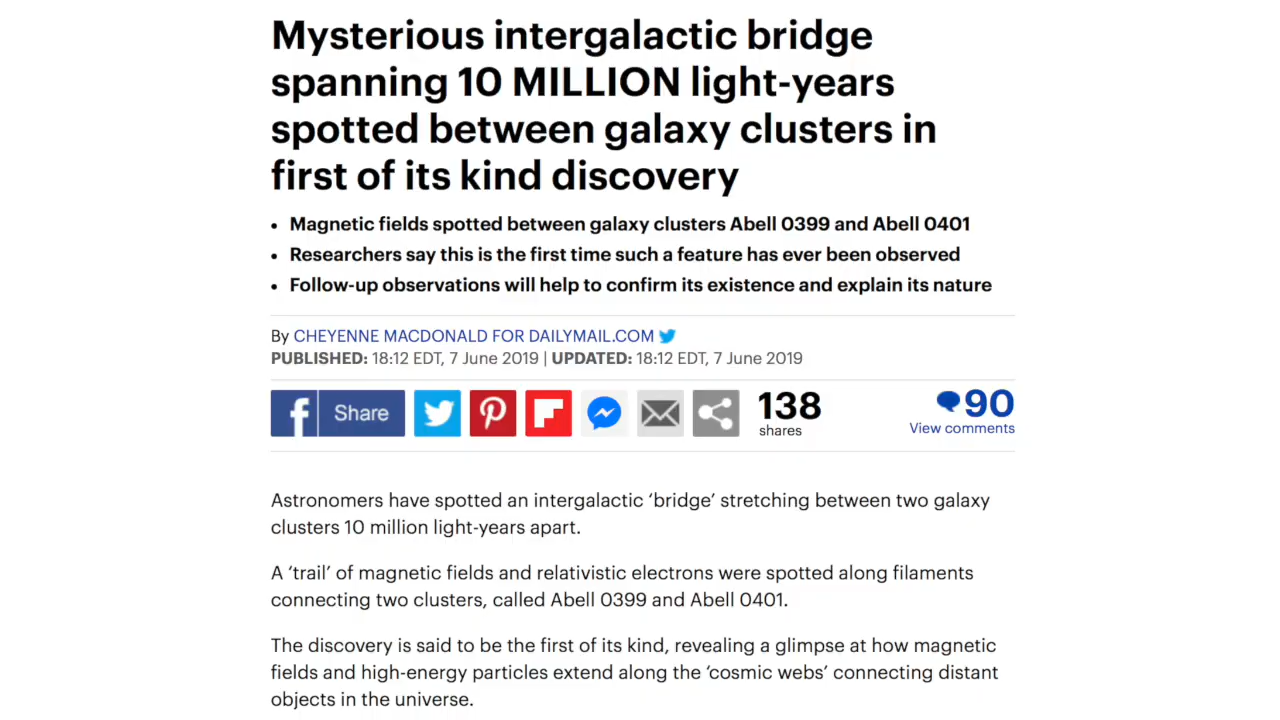 Mysterious intergalactic bridge
spanning 10 MILLION light-years
spotted between galaxy clusters in
first of its kind discovery
• Magnetic fields spotted between galaxy clusters Abell 0399 and Abell 0401
• Researchers say this is the first time such a feature has ever been observed
• Follow-up observations will help to confirm its existence and explain its nature
By CHEYENNE MACDONALD FOR DAILYMAIL.COM
PUBLISHED: 18:12 EDT, 7 June 2019 | UPDATED: 18:12 EDT, 7 June 2019
f Share
138
shares
90
View comments
Astronomers have spotted an intergalactic ‘bridge’ stretching between two galaxy
clusters 10 million light-years apart.
A ‘trail’ of magnetic fields and relativistic electrons were spotted along filaments
connecting two clusters, called Abell 0399 and Abell 0401.
The discovery is said to be the first of its kind, revealing a glimpse at how magnetic
fields and high-energy particles extend along the ‘cosmic webs’ connecting distant
objects in the universe.